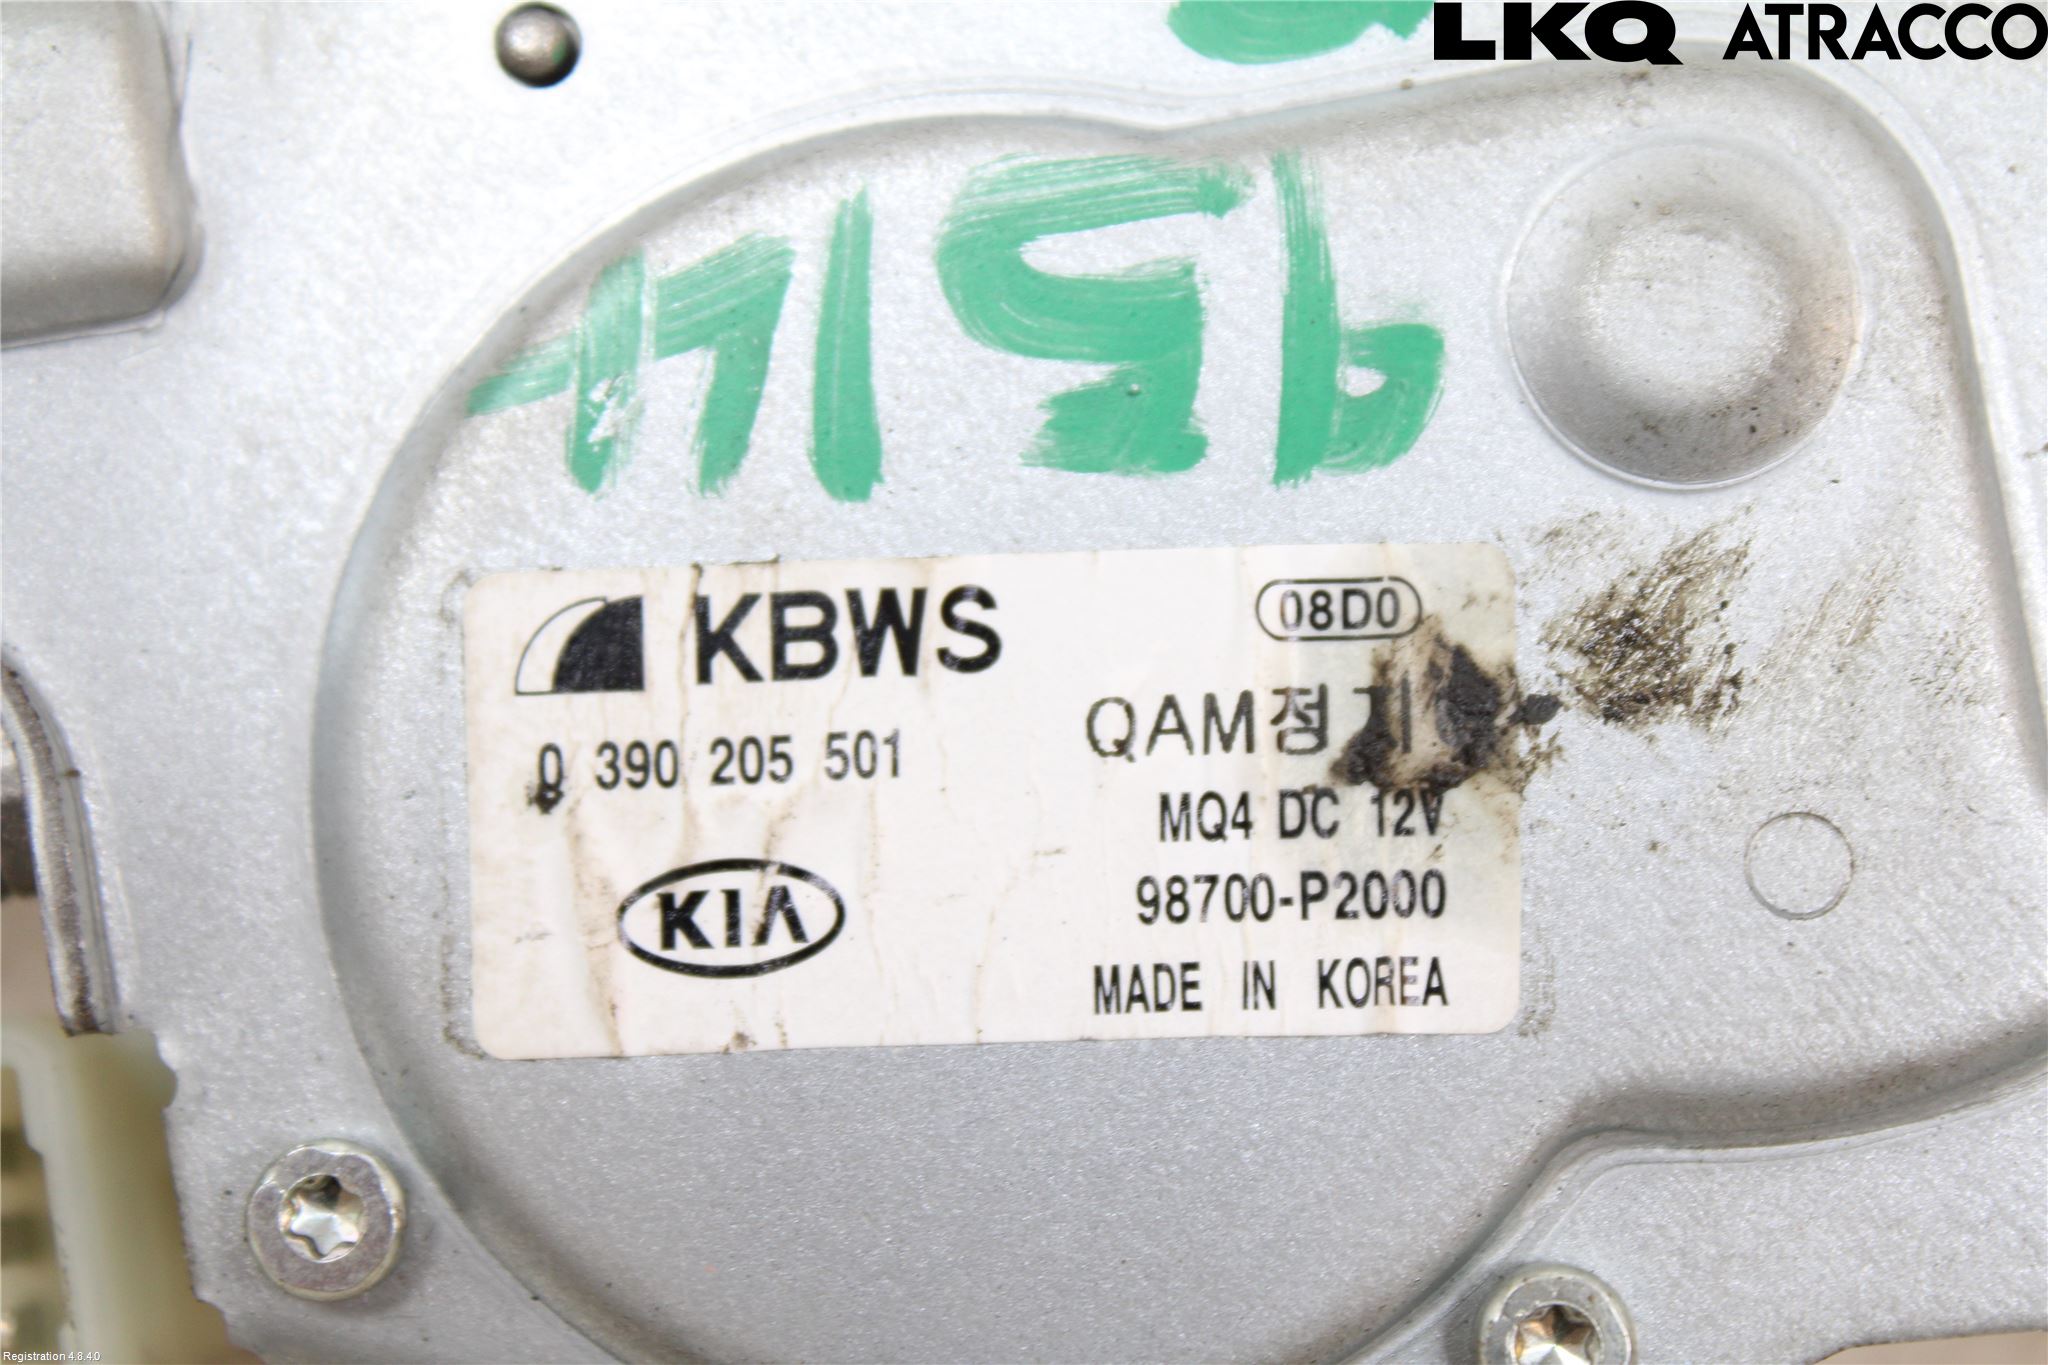 LKQ ATRACCO
9514
KBWS
08D0
0 390 205 501
QAM정
MQ4 DC 12V
98700-P2000
KIA
MADE IN KOREA
Registration 4.8.4.0